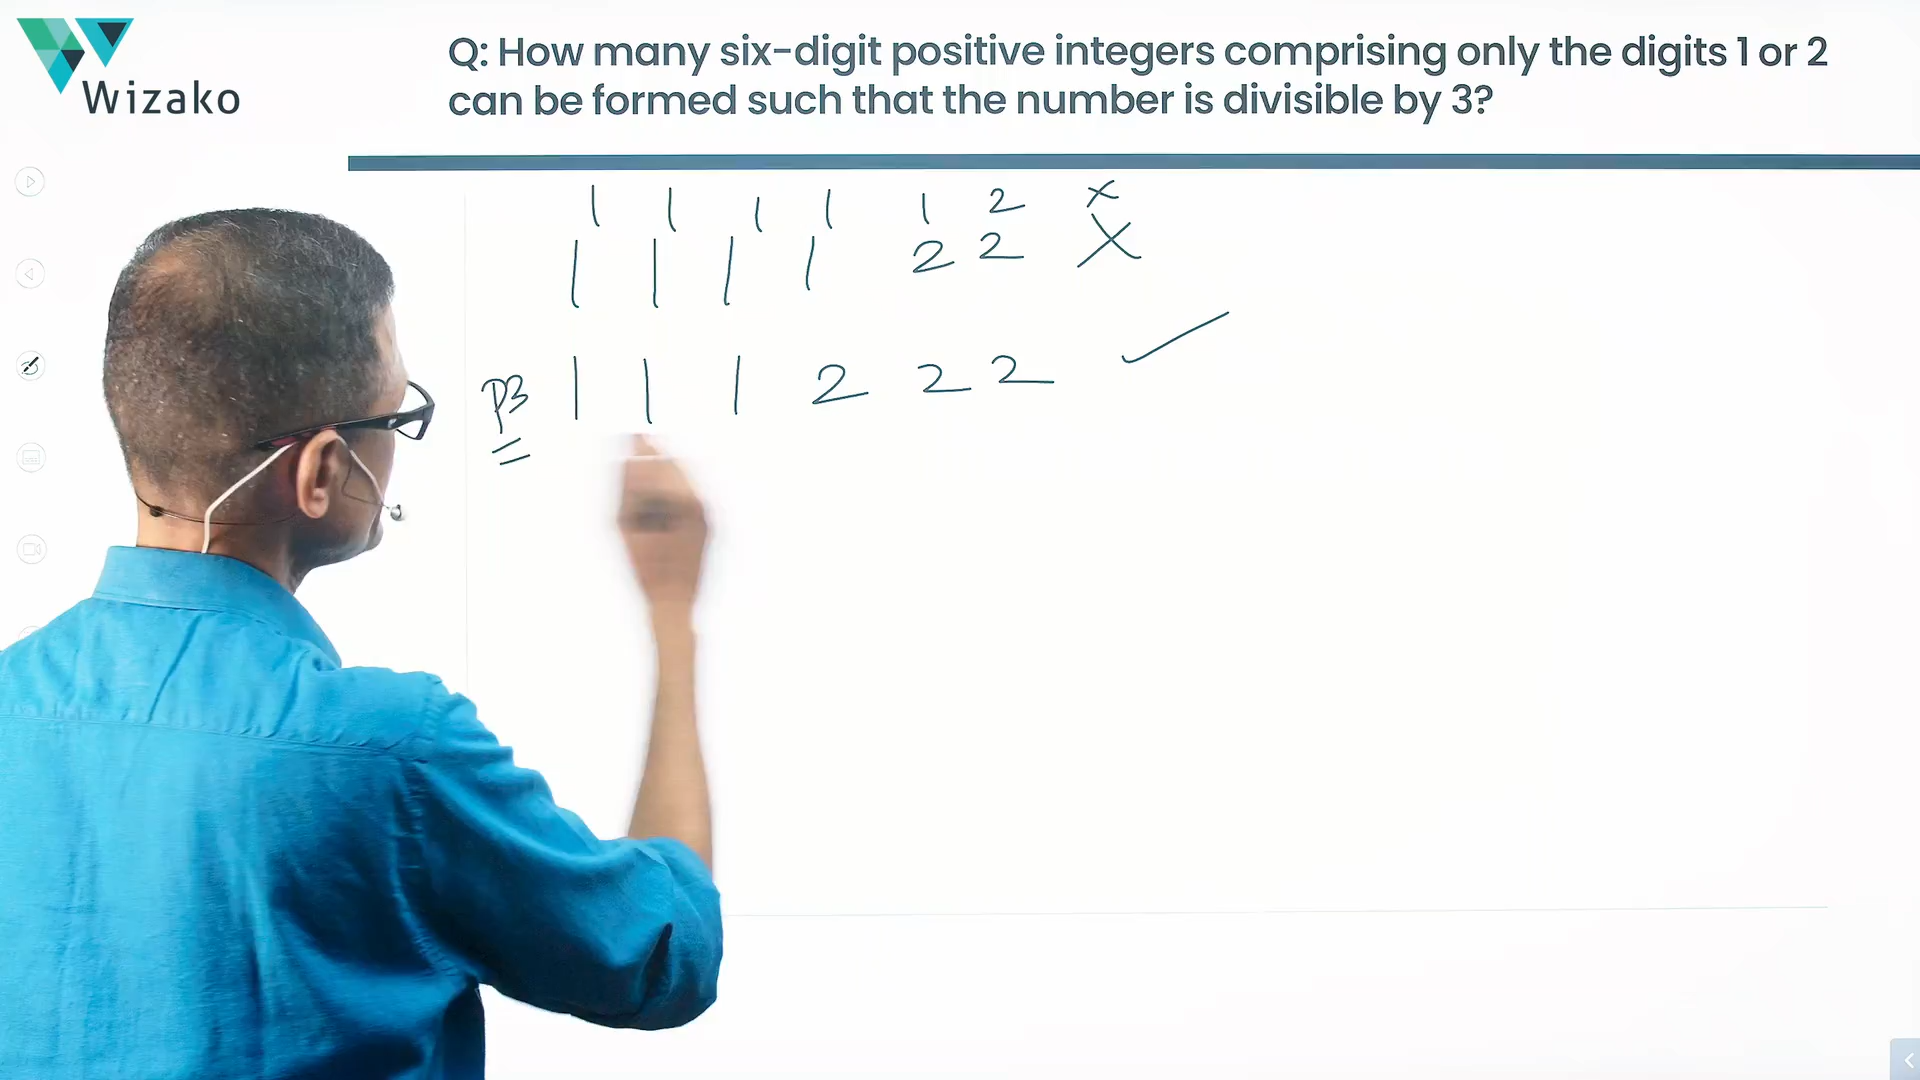 Wizako
Q: How many six-digit positive integers comprising only the digits 1 or 2
can be formed such that the number is divisible by 3?
1 1 1 1 1 2 x
1 1 1 1 2 2 X
P3 1 1 1 2 2 2 ✓